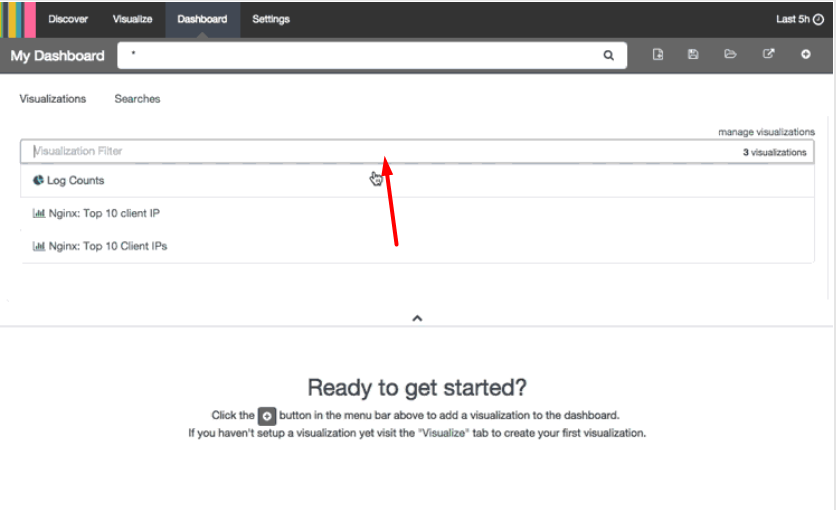 Discover Visualize Dashboard Settings Last 5h
My Dashboard *
Visualizations Searches
manage visualizations
Visualization Filter 3 visualizations
Log Counts
Nginx: Top 10 client IP
Nginx: Top 10 Client IPs
Ready to get started?
Click the button in the menu bar above to add a visualization to the dashboard.
If you haven't setup a visualization yet visit the "Visualize" tab to create your first visualization.